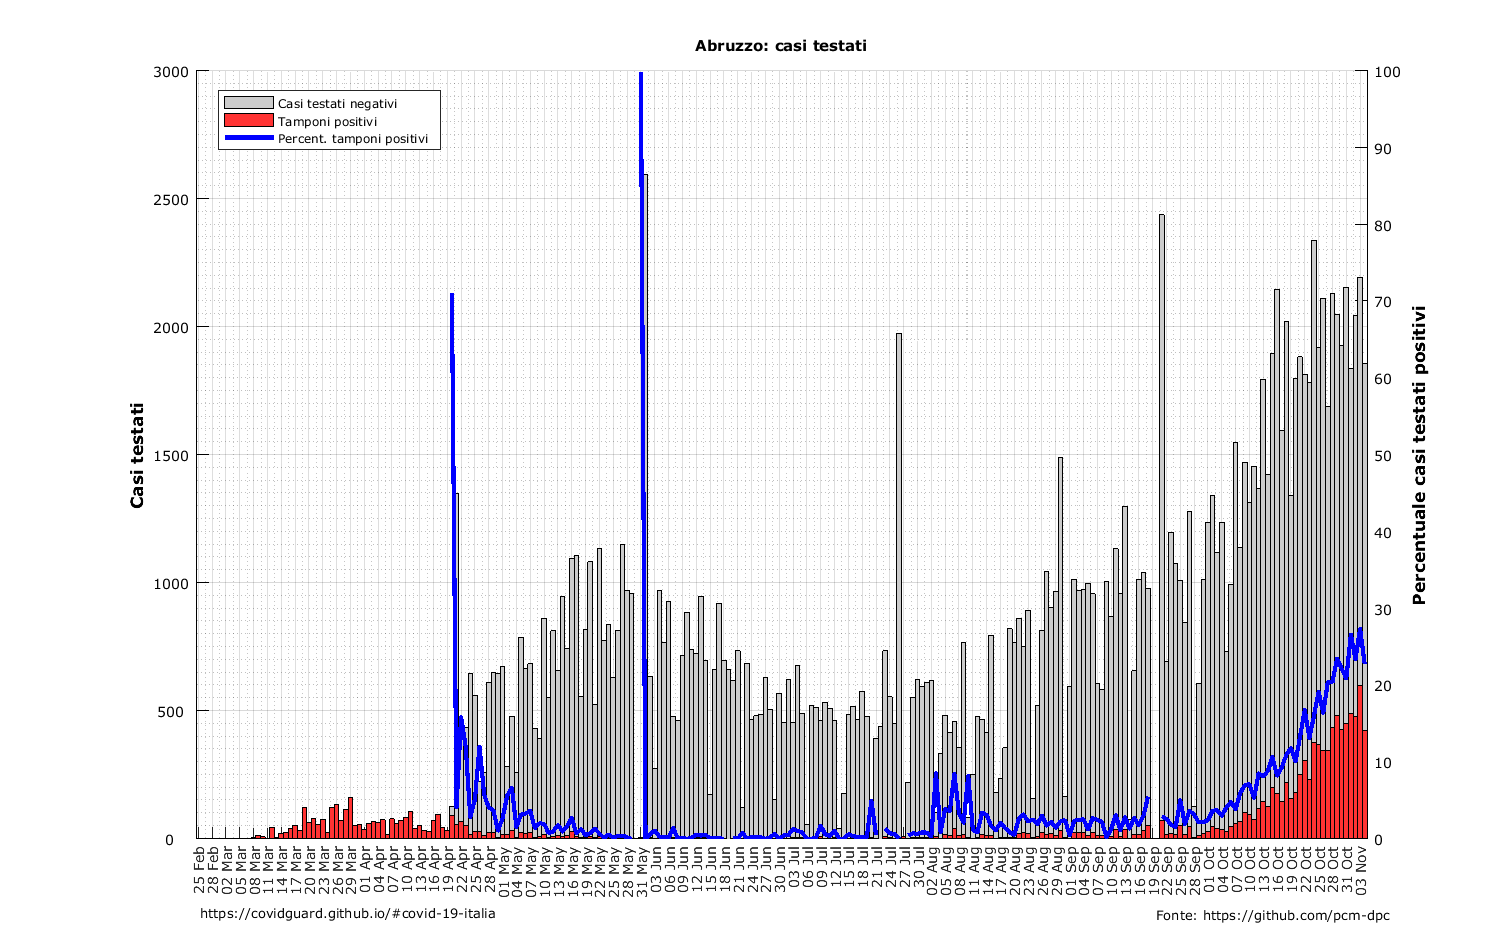 Abruzzo: casi testati
3000
2500
2000
1500
1000
500
0
Casi testati
Casi testati negativi
Tamponi positivi
Percent. tamponi positivi
100
90
80
70
60
50
40
30
20
10
0
Percentuale casi testati positivi
25 Feb
28 Feb
02 Mar
05 Mar
08 Mar
11 Mar
14 Mar
17 Mar
20 Mar
23 Mar
26 Mar
29 Mar
01 Apr
04 Apr
07 Apr
10 Apr
13 Apr
16 Apr
19 Apr
22 Apr
25 Apr
28 Apr
01 May
04 May
07 May
10 May
13 May
16 May
19 May
22 May
25 May
28 May
31 May
03 Jun
06 Jun
09 Jun
12 Jun
15 Jun
18 Jun
21 Jun
24 Jun
27 Jun
30 Jun
03 Jul
06 Jul
09 Jul
12 Jul
15 Jul
18 Jul
21 Jul
24 Jul
27 Jul
30 Jul
02 Aug
05 Aug
08 Aug
11 Aug
14 Aug
17 Aug
20 Aug
23 Aug
26 Aug
29 Aug
01 Sep
04 Sep
07 Sep
10 Sep
13 Sep
16 Sep
19 Sep
22 Sep
25 Sep
28 Sep
01 Oct
04 Oct
07 Oct
10 Oct
13 Oct
16 Oct
19 Oct
22 Oct
25 Oct
28 Oct
31 Oct
03 Nov
https://covidguard.github.io/#covid-19-italia
Fonte: https://github.com/pcm-dpc